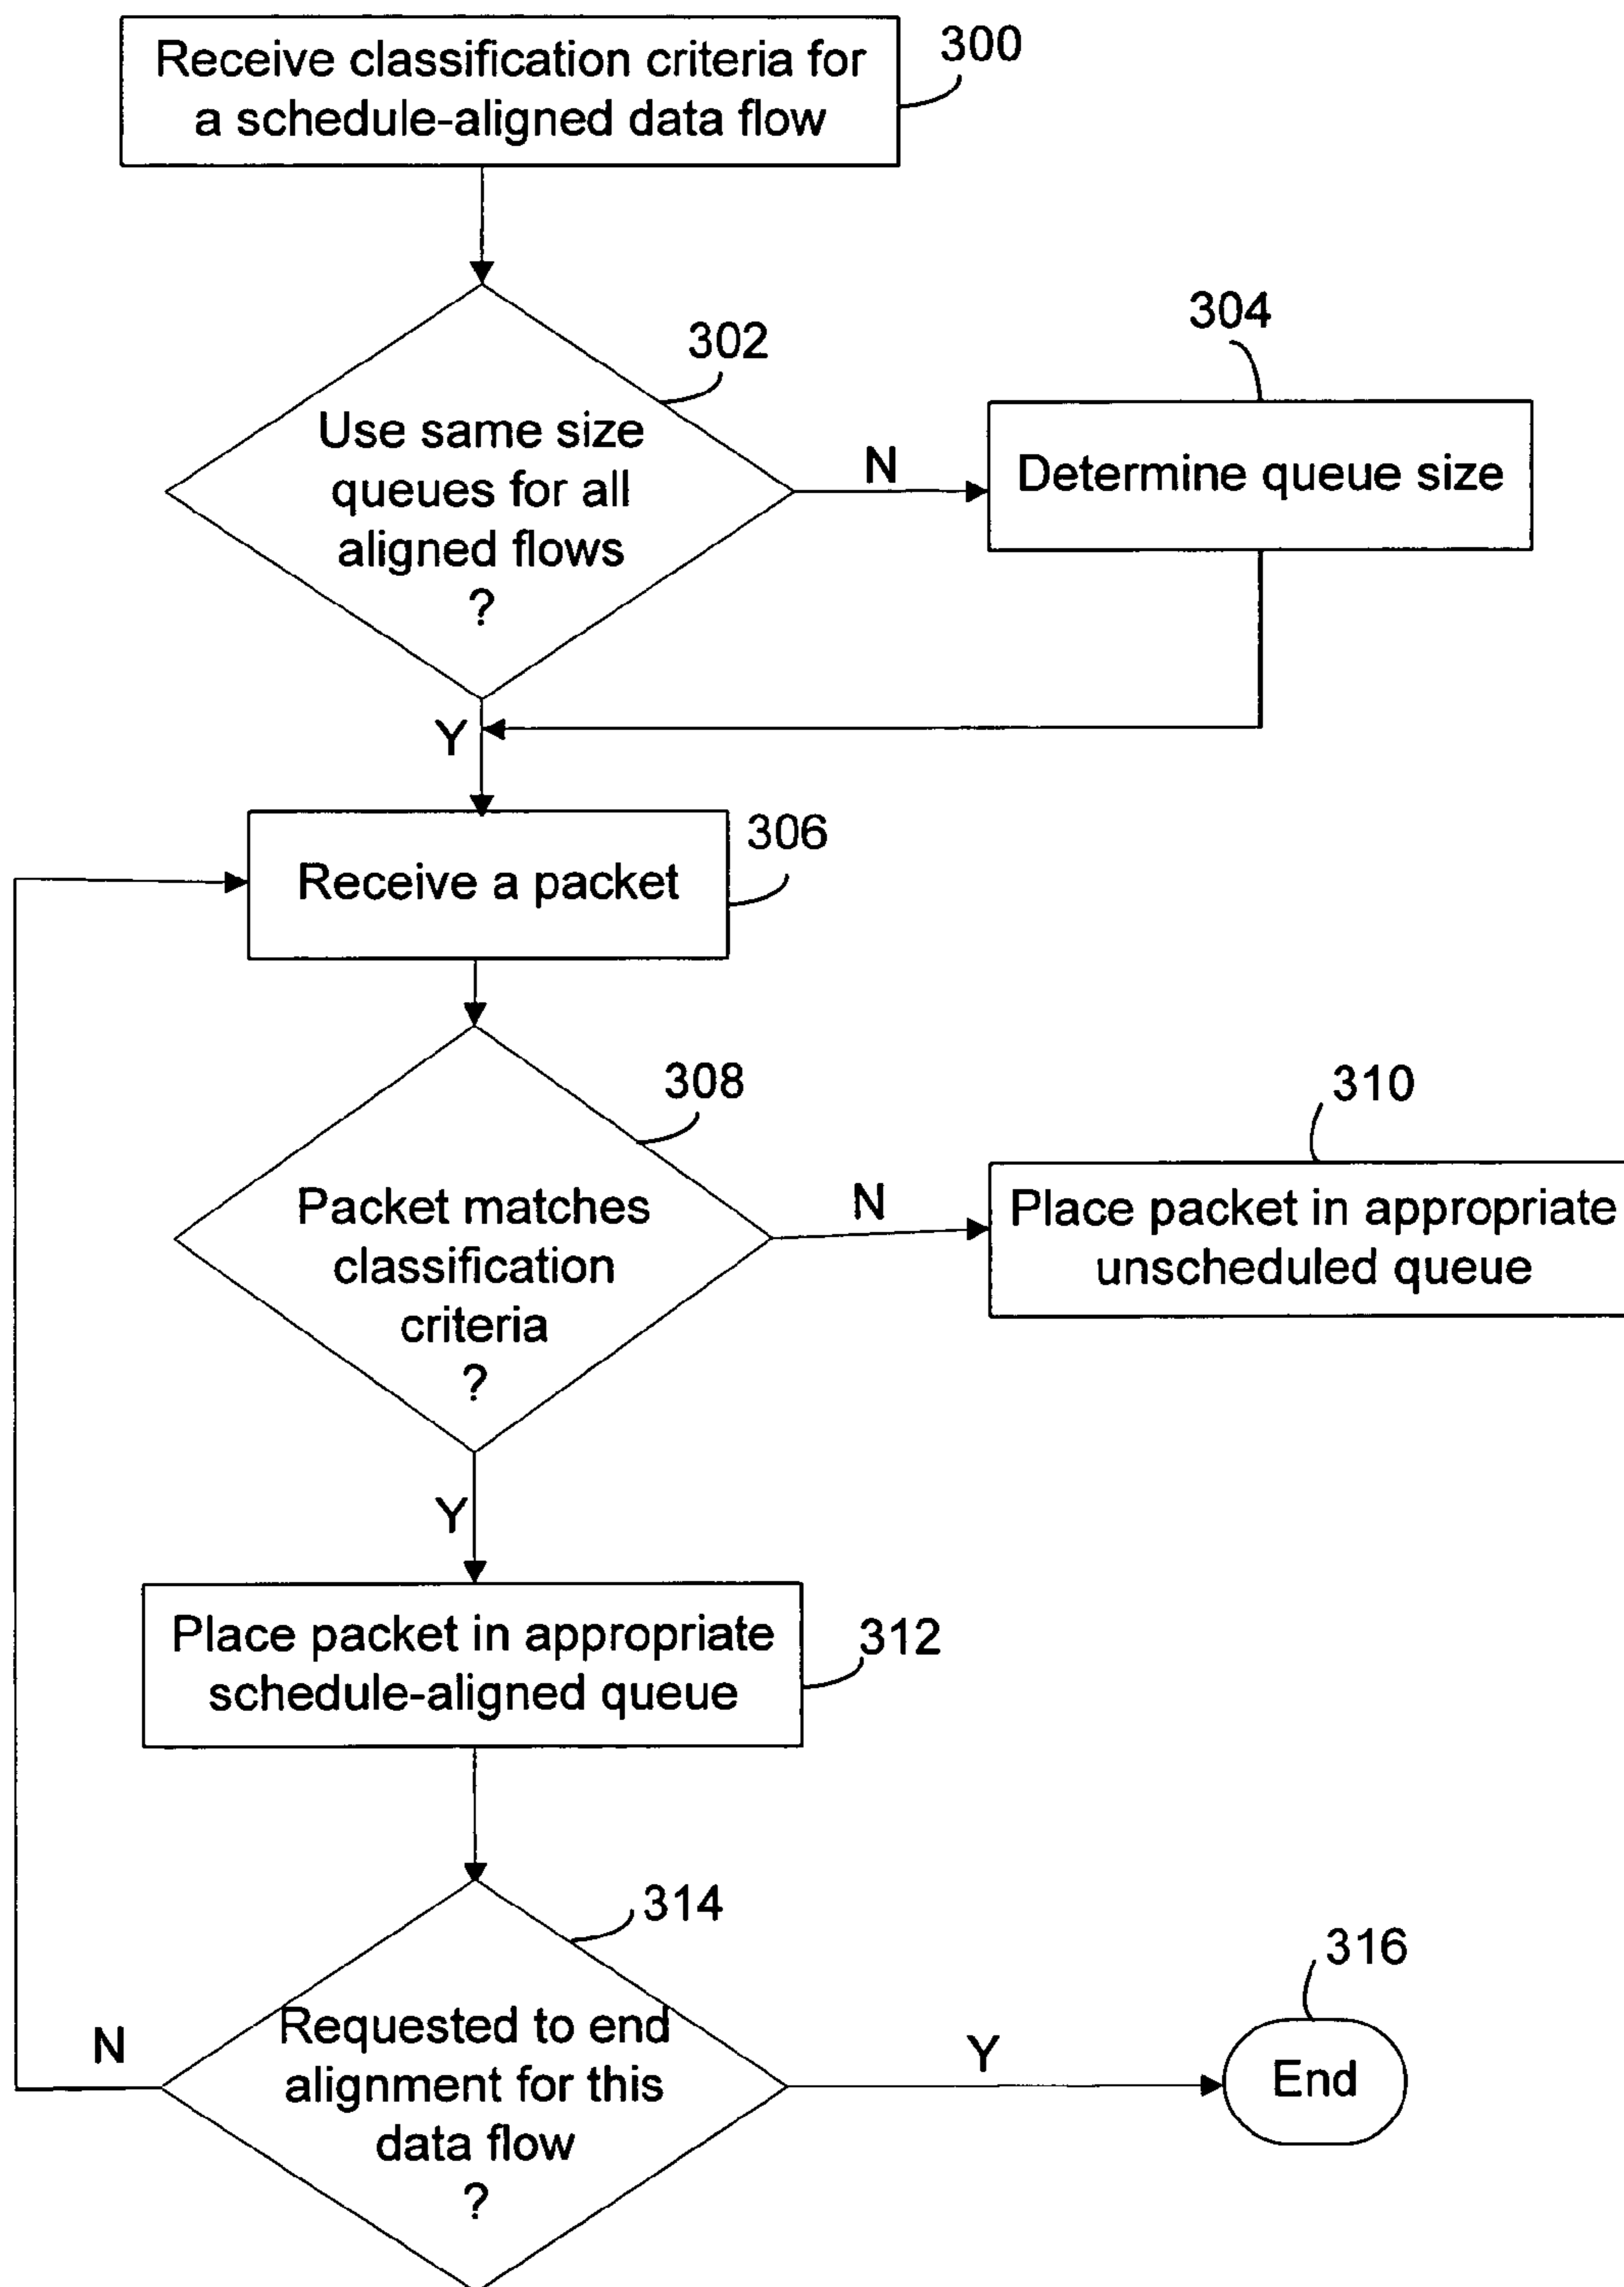 Receive classification criteria for
a schedule-aligned data flow
300
302
Use same size
queues for all
aligned flows
?
N
304
Determine queue size
Y
306
Receive a packet
308
Packet matches
classification
criteria
?
N
310
Place packet in appropriate
unscheduled queue
Y
Place packet in appropriate
schedule-aligned queue
312
314
Requested to end
alignment for this
data flow
?
N
Y
316
End